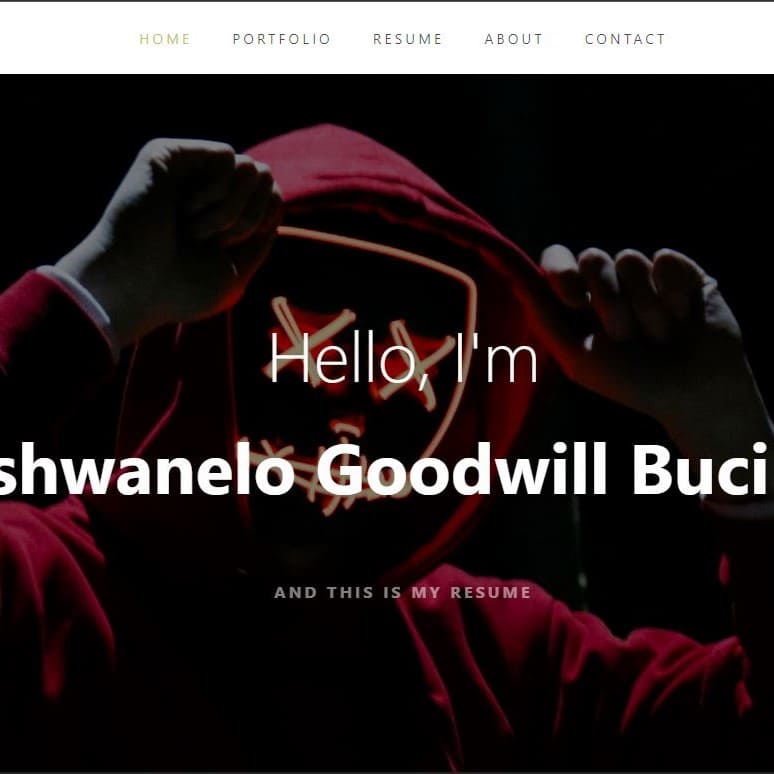 HOME PORTFOLIO RESUME ABOUT CONTACT
Hello, I'm
shwanelo Goodwill Buci
AND THIS IS MY RESUME